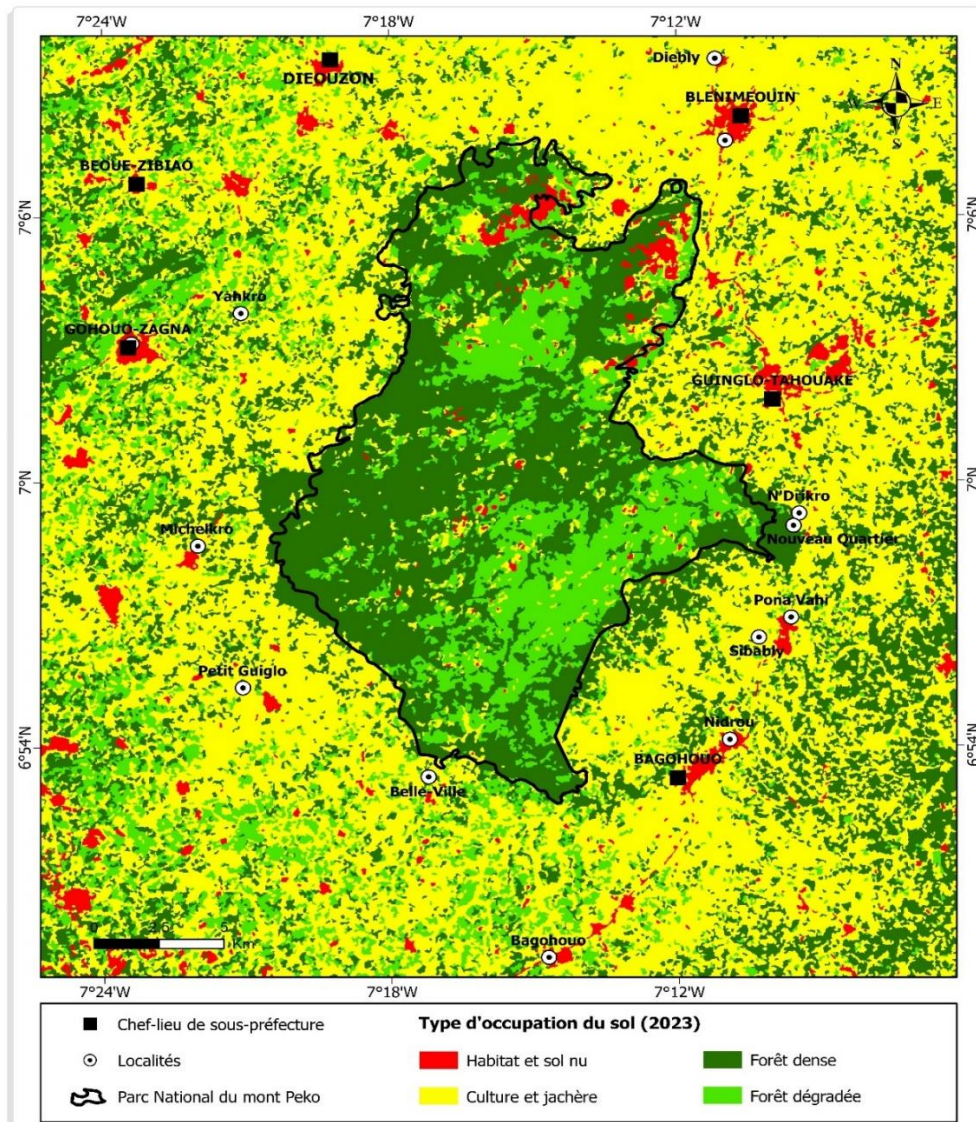 7°24'W 7°18'W 7°12'W
Diebly
DIEOUZON
BLENIMEOUIN
N
W E
S
BEOUE-ZIBIAO
7°6'N 7°6'N
Yahkro
GOHOUO-ZAGNA
GUINGLO-TAHOUAKE
7°N 7°N
N'Drikro
Michelkro
Nouveau Quartier
Pona Vahi
Sibably
Petit Guiglo
Nidrou
6°54'N 6°54'N
BAGOHOUO
Belle-Ville
Km
Bagohouo
7°24'W 7°18'W 7°12'W
Chef-lieu de sous-préfecture
Localités
Parc National du mont Peko
Type d'occupation du sol (2023)
Habitat et sol nu
Culture et jachère
Forêt dense
Forêt dégradée